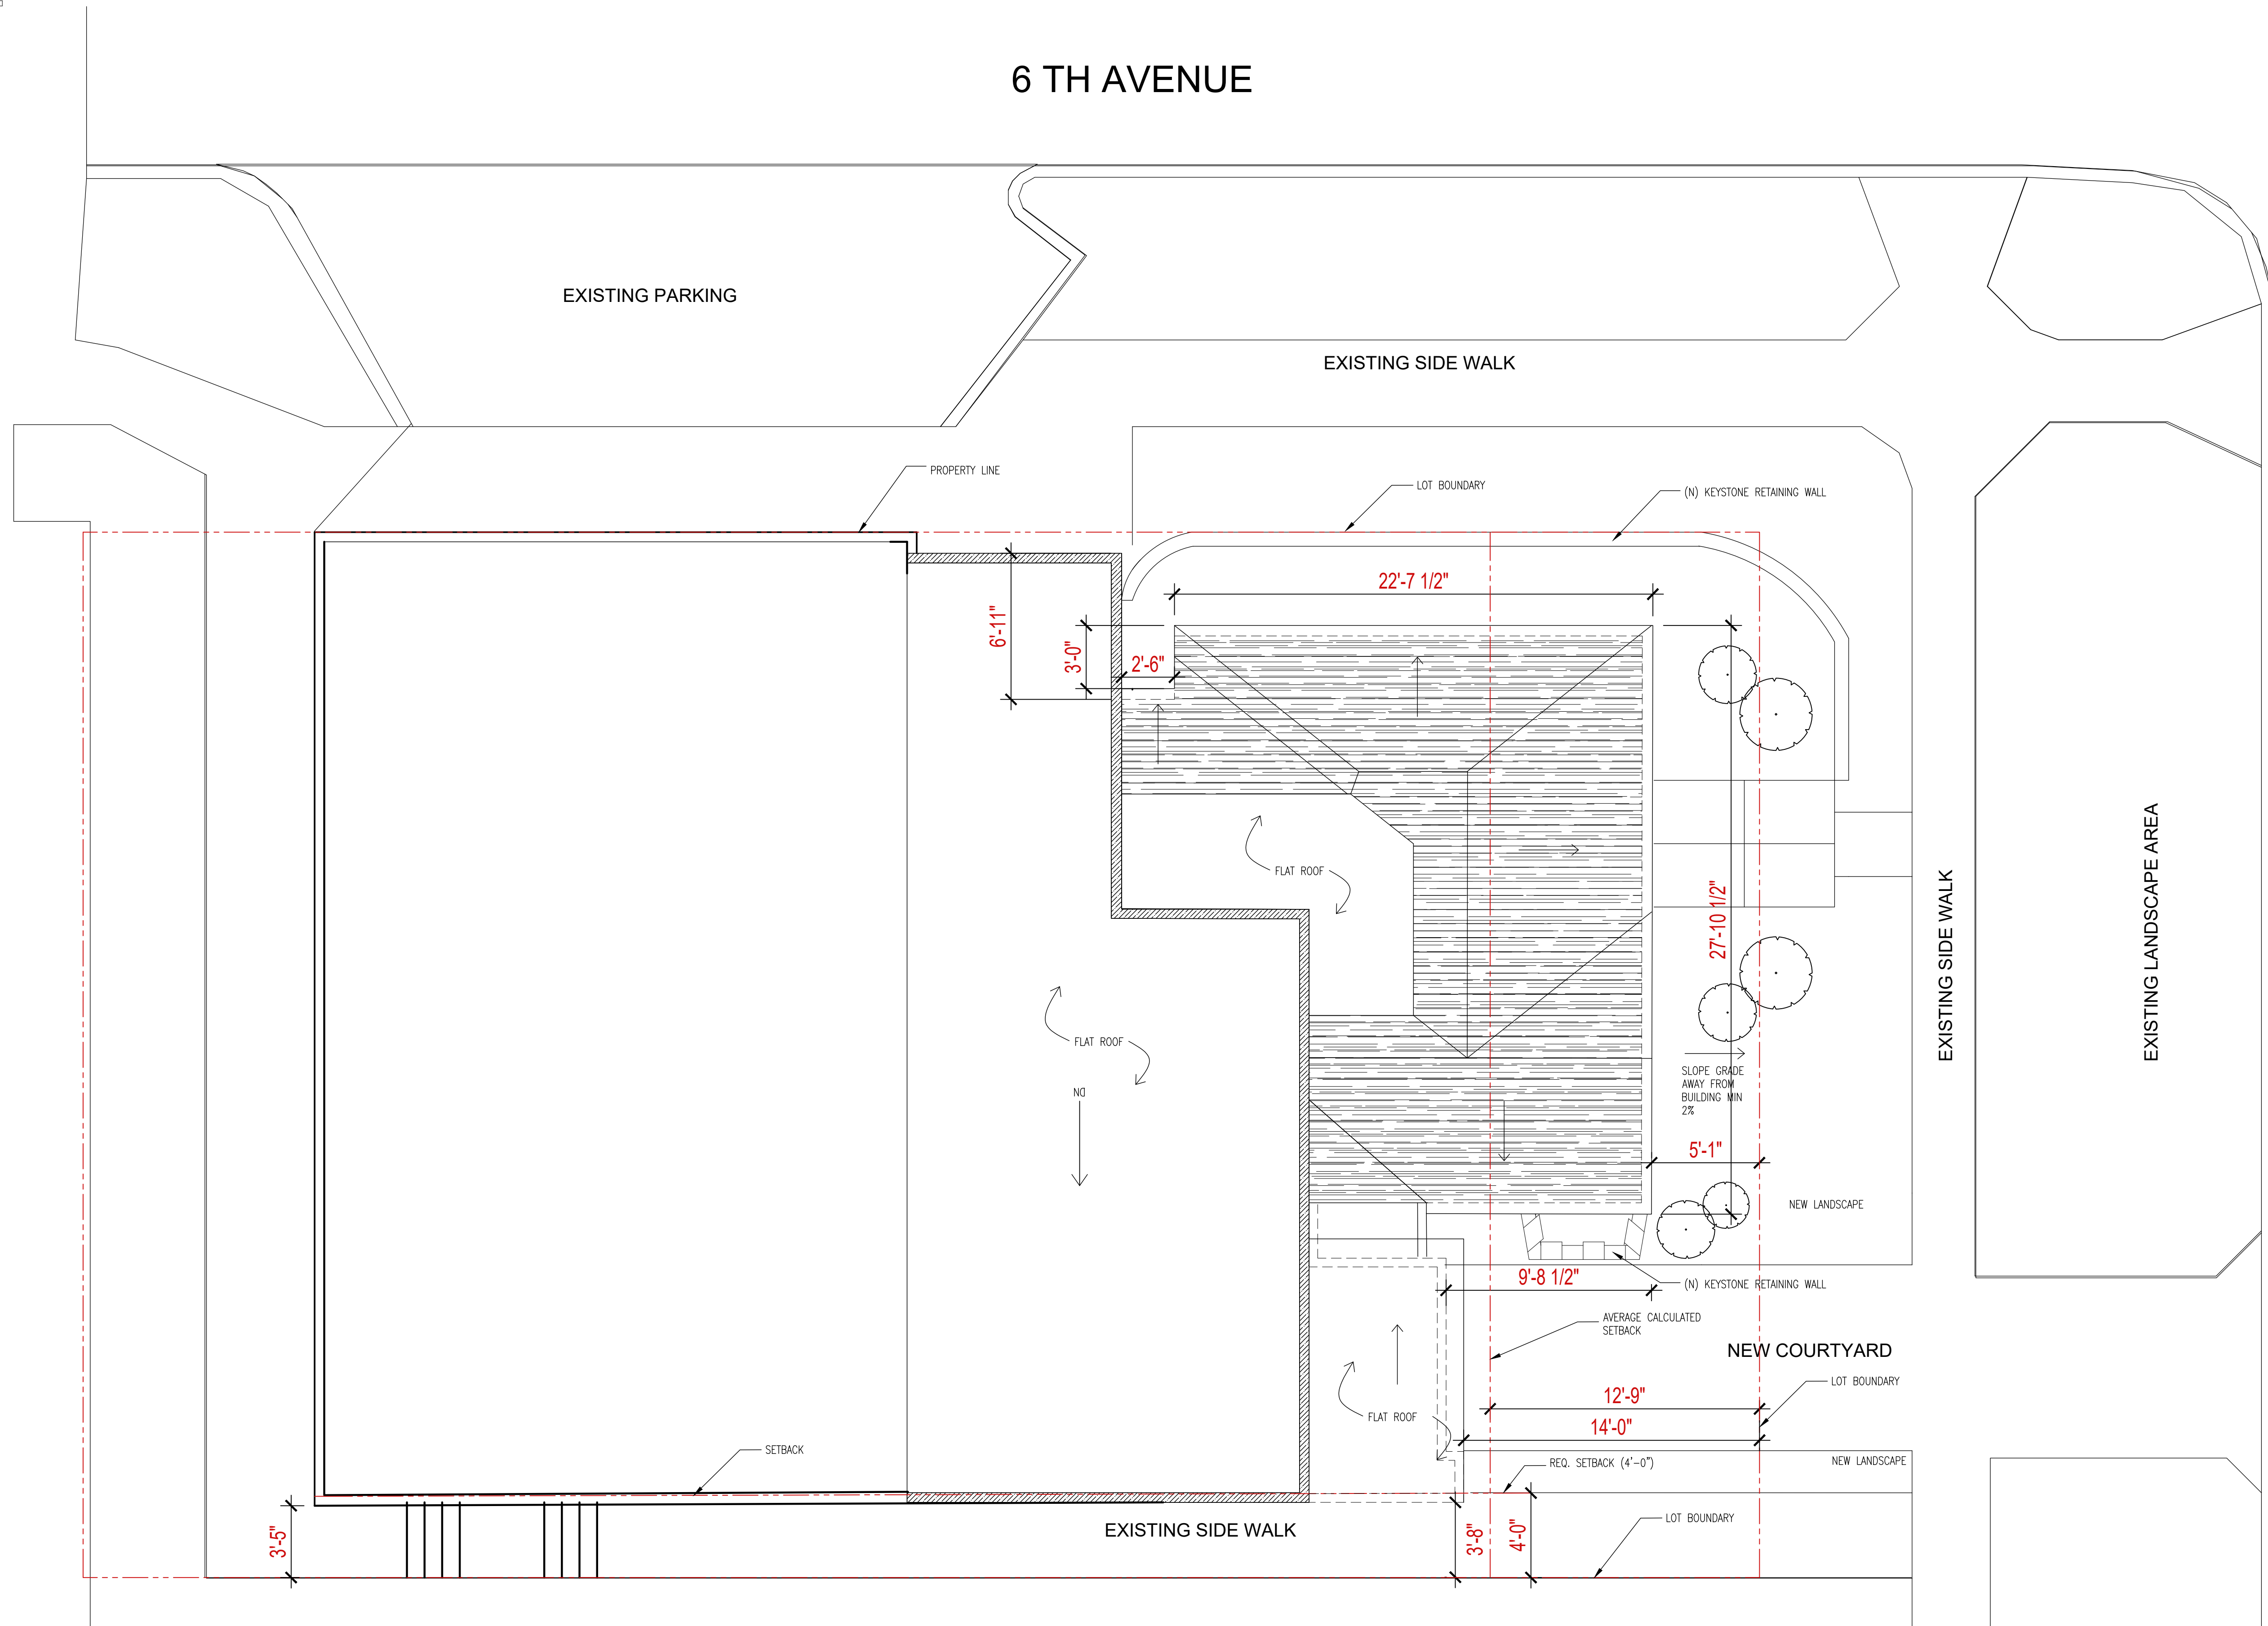 6 TH AVENUE
EXISTING PARKING
EXISTING SIDE WALK
PROPERTY LINE
LOT BOUNDARY
(N) KEYSTONE RETAINING WALL
22'-7 1/2"
6'-11"
3'-0"
2'-6"
FLAT ROOF
27'-10 1/2"
EXISTING SIDE WALK
EXISTING LANDSCAPE AREA
FLAT ROOF
DN
SLOPE GRADE
AWAY FROM
BUILDING MIN
2%
5'-1"
NEW LANDSCAPE
9'-8 1/2"
(N) KEYSTONE RETAINING WALL
AVERAGE CALCULATED
SETBACK
NEW COURTYARD
LOT BOUNDARY
12'-9"
14'-0"
FLAT ROOF
SETBACK
REQ. SETBACK (4'-0")
NEW LANDSCAPE
3'-5"
EXISTING SIDE WALK
3'-8"
4'-0"
LOT BOUNDARY